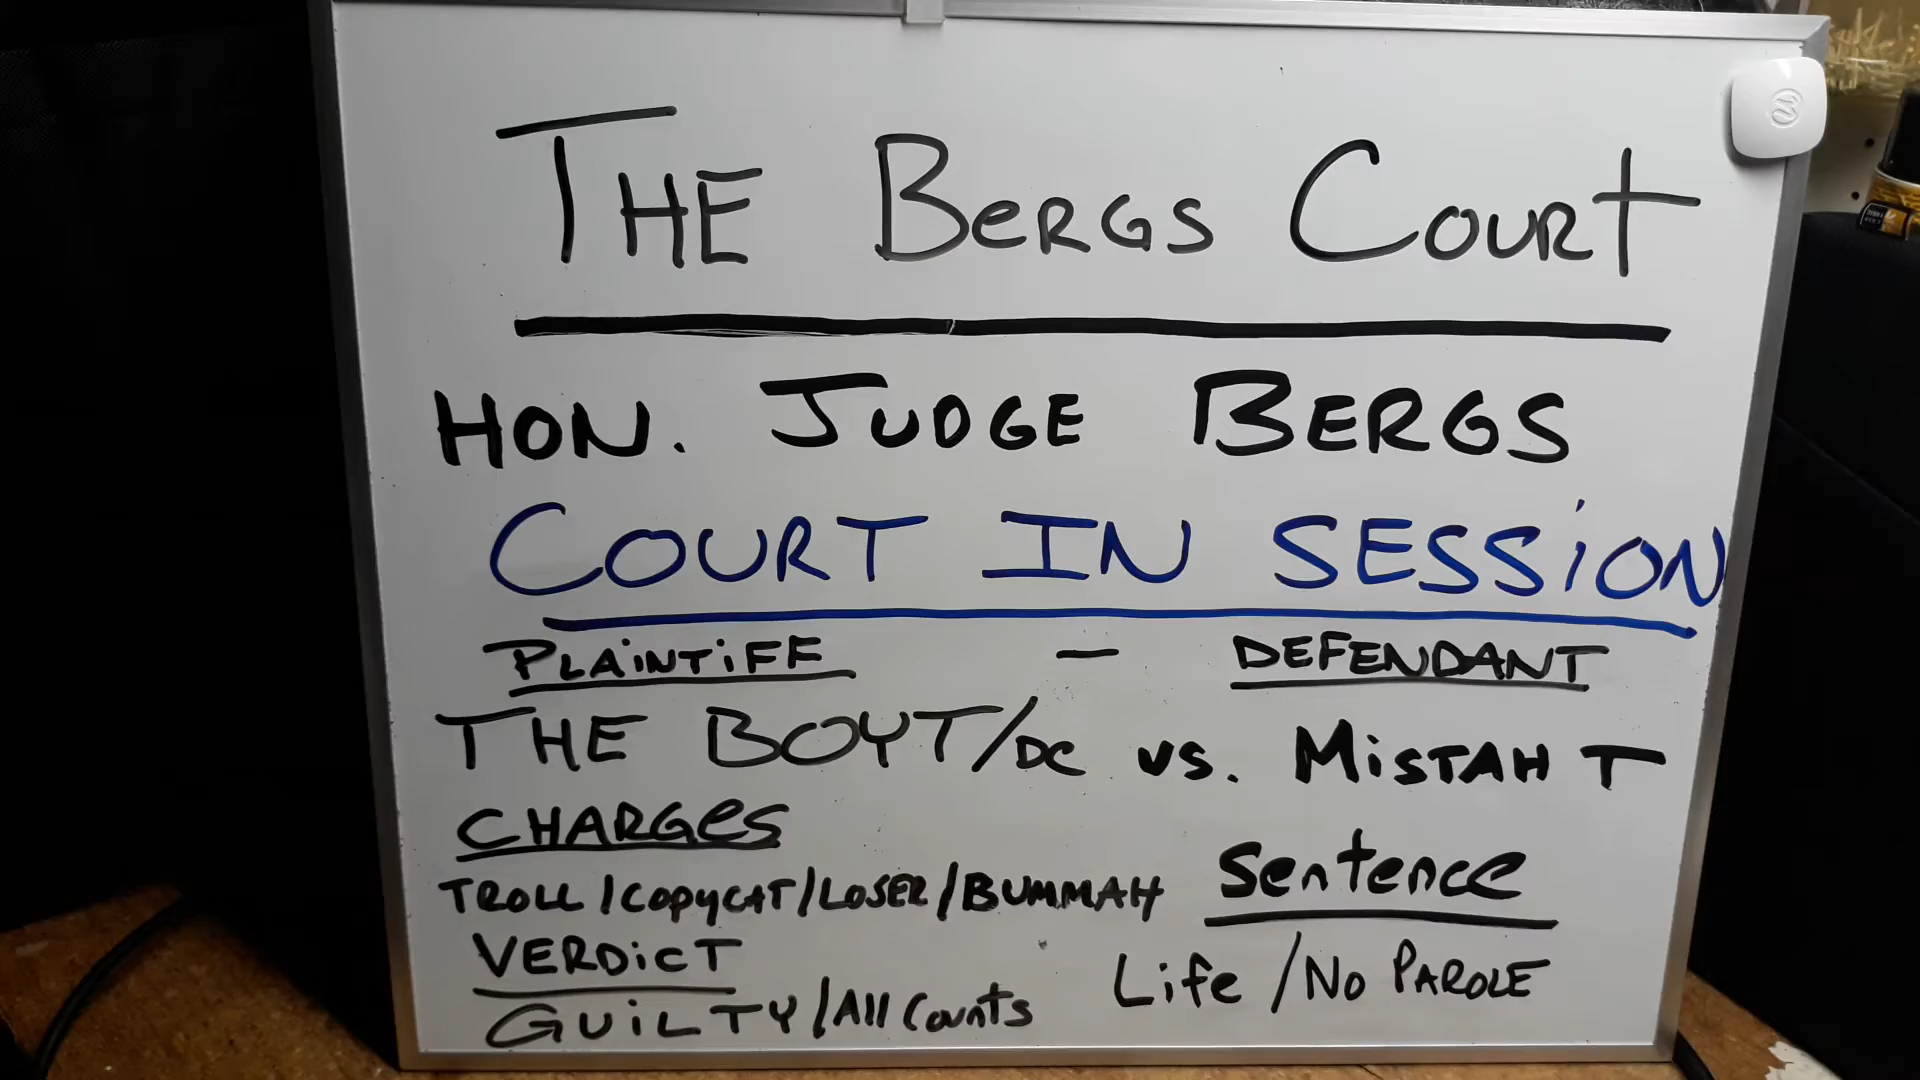 THE BERGS COURT
HON. JUDGE BERGS
COURT IN SESSION
PLAINTIFF - DEFENDANT
THE BOYT/DC VS. MISTAH T
CHARGES
TROLL/COPYCAT/LOSER/BUMMAH
Sentence
VERDICT
GUILTY/All Counts
Life/No PAROLE